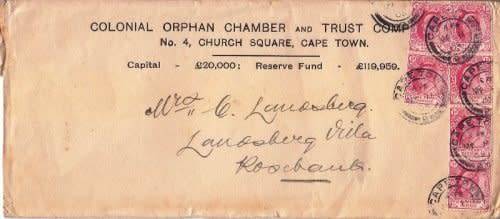 COLONIAL ORPHAN CHAMBER AND TRUST COMP
No. 4, CHURCH SQUARE, CAPE TOWN.
Capital - £20,000; Reserve Fund - £119,959.
Mrs C. Landsberg.
Landsberg Villa
Rosebank.